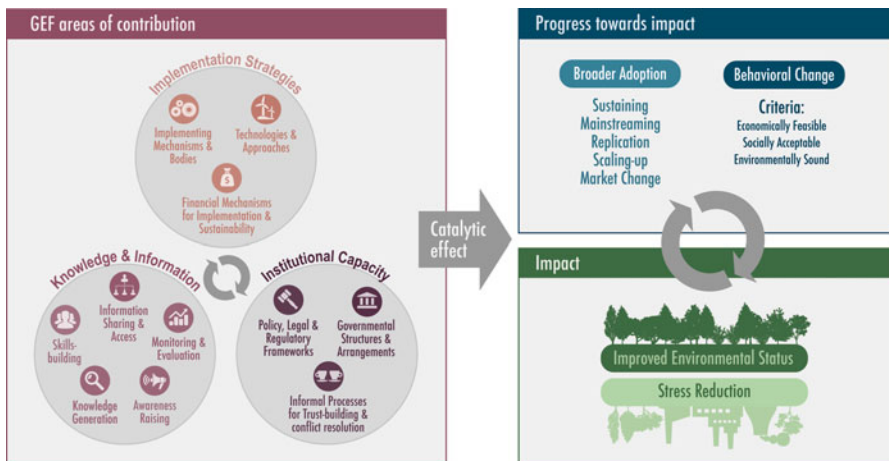 GEF areas of contribution
Implementation Strategies
Implementing
Mechanisms &
Bodies
Technologies &
Approaches
Financial Mechanisms
for Implementation &
Sustainability
Knowledge & Information
Information
Sharing &
Access
Skills-
building
Monitoring &
Evaluation
Knowledge
Generation
Awareness
Raising
Institutional Capacity
Policy, Legal &
Regulatory
Frameworks
Governmental
Structures &
Arrangements
Informal Processes
for Trust-building &
conflict resolution
Catalytic
effect
Progress towards impact
Broader Adoption
Sustaining
Mainstreaming
Replication
Scaling-up
Market Change
Behavioral Change
Criteria:
Economically Feasible
Socially Acceptable
Environmentally Sound
Impact
Improved Environmental Status
Stress Reduction